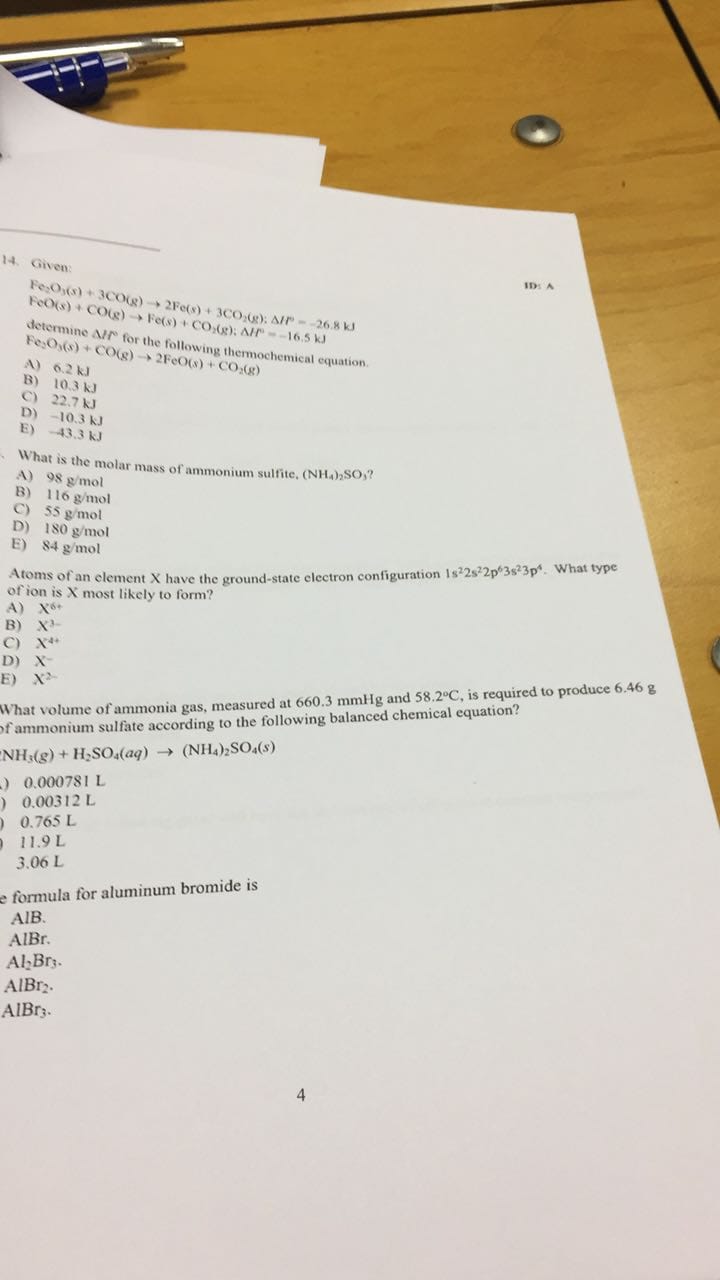 ID: A
14. Given:
Fe₂O₃(s) + 3CO(g) → 2Fe(s) + 3CO₂(g); ΔH° = –26.8 kJ
FeO(s) + CO(g) → Fe(s) + CO₂(g); ΔH° = –16.5 kJ
determine ΔH° for the following thermochemical equation.
Fe₂O₃(s) + CO(g) → 2FeO(s) + CO₂(g)
A) 6.2 kJ
B) 10.3 kJ
C) 22.7 kJ
D) –10.3 kJ
E) –43.3 kJ
. What is the molar mass of ammonium sulfite, (NH₄)₂SO₃?
A) 98 g/mol
B) 116 g/mol
C) 55 g/mol
D) 180 g/mol
E) 84 g/mol
Atoms of an element X have the ground-state electron configuration 1s²2s²2p⁶3s²3p⁴. What type
of ion is X most likely to form?
A) X⁶⁺
B) X³⁻
C) X⁴⁺
D) X⁻
E) X²⁻
What volume of ammonia gas, measured at 660.3 mmHg and 58.2°C, is required to produce 6.46 g
of ammonium sulfate according to the following balanced chemical equation?
NH₃(g) + H₂SO₄(aq) → (NH₄)₂SO₄(s)
) 0.000781 L
) 0.00312 L
) 0.765 L
) 11.9 L
3.06 L
e formula for aluminum bromide is
AlB.
AlBr.
Al₂Br₃.
AlBr₂.
AlBr₃.
4